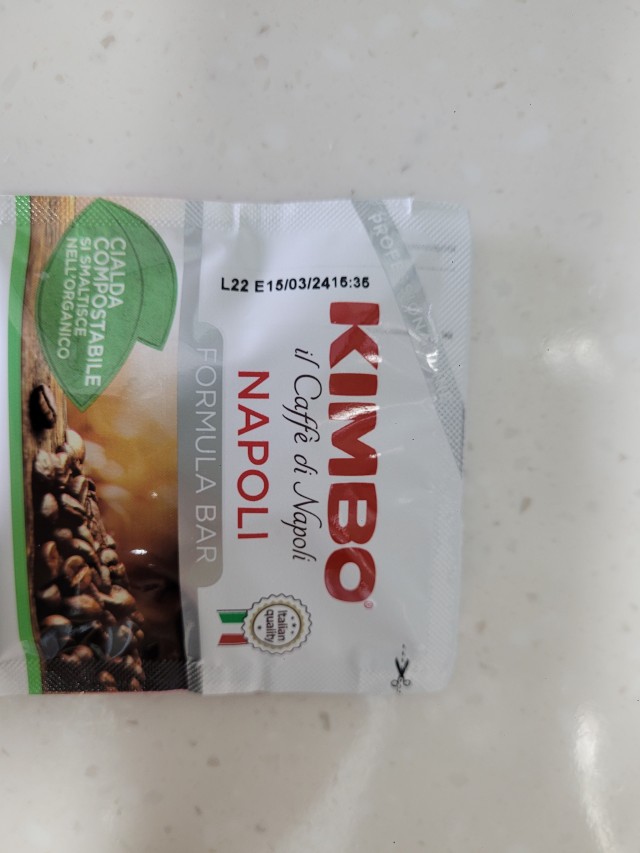 KIMBO®
il Caffè di Napoli
NAPOLI
FORMULA BAR
Italian
quality
L22 E15/03/2415:35
CIALDA
COMPOSTABILE
SI SMALTISCE
NELL'ORGANICO